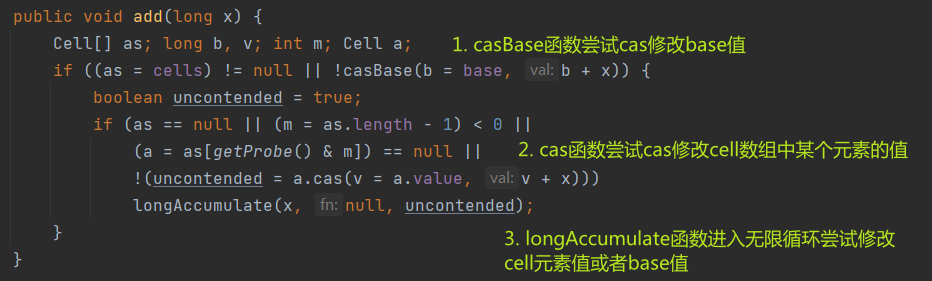 public void add(long x) {
Cell[] as; long b, v; int m; Cell a;
1. casBase函数尝试cas修改base值
if ((as = cells) != null || !casBase(b = base, val: b + x)) {
boolean uncontended = true;
if (as == null || (m = as.length - 1) < 0 ||
(a = as[getProbe() & m]) == null ||
2. cas函数尝试cas修改cell数组中某个元素的值
!(uncontended = a.cas(v = a.value, val: v + x)))
longAccumulate(x, fn: null, uncontended);
}
3. longAccumulate函数进入无限循环尝试修改
cell元素值或者base值
}